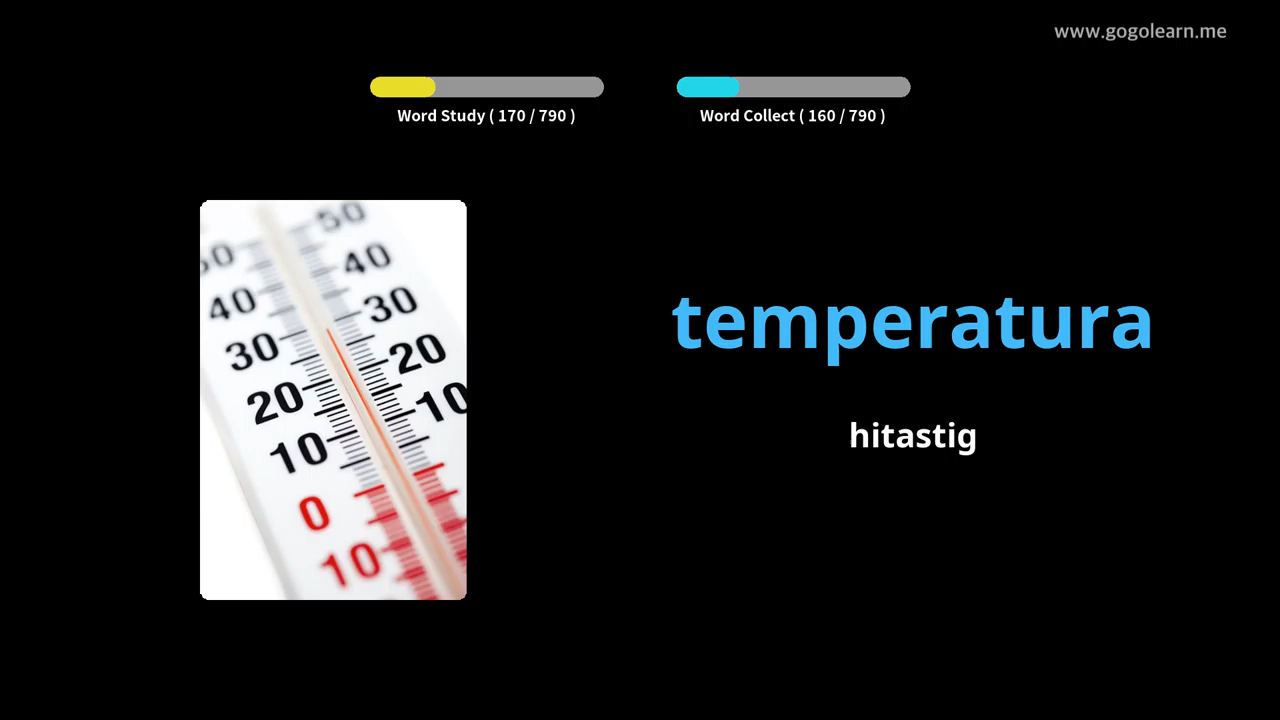 www.gogolearn.me
Word Study ( 170 / 790 )
Word Collect ( 160 / 790 )
50
50
40
40
30
30
20
20
10
10
0
10
temperatura
hitastig